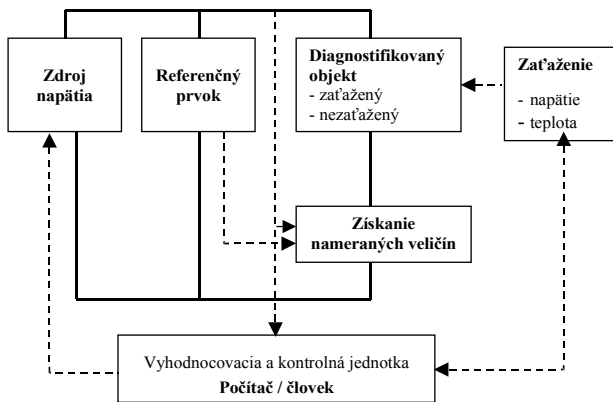 Zdroj
napätia
Referenčný
prvok
Diagnostifikovaný
objekt
- zaťažený
- nezaťažený
Zaťaženie
- napätie
- teplota
Získanie
nameraných veličín
Vyhodnocovacia a kontrolná jednotka
Počítač / človek